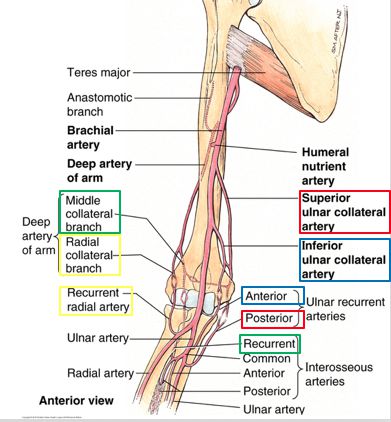 Teres major
Anastomotic
branch
Brachial
artery
Deep artery
of arm
Middle
collateral
branch
Deep
artery
of arm
Radial
collateral
branch
Recurrent
radial artery
Ulnar artery
Radial artery
Anterior view
Humeral
nutrient
artery
Superior
ulnar collateral
artery
Inferior
ulnar collateral
artery
Anterior
Posterior
Ulnar recurrent
arteries
Recurrent
Common
Anterior
Posterior
Interosseous
arteries
Ulnar artery